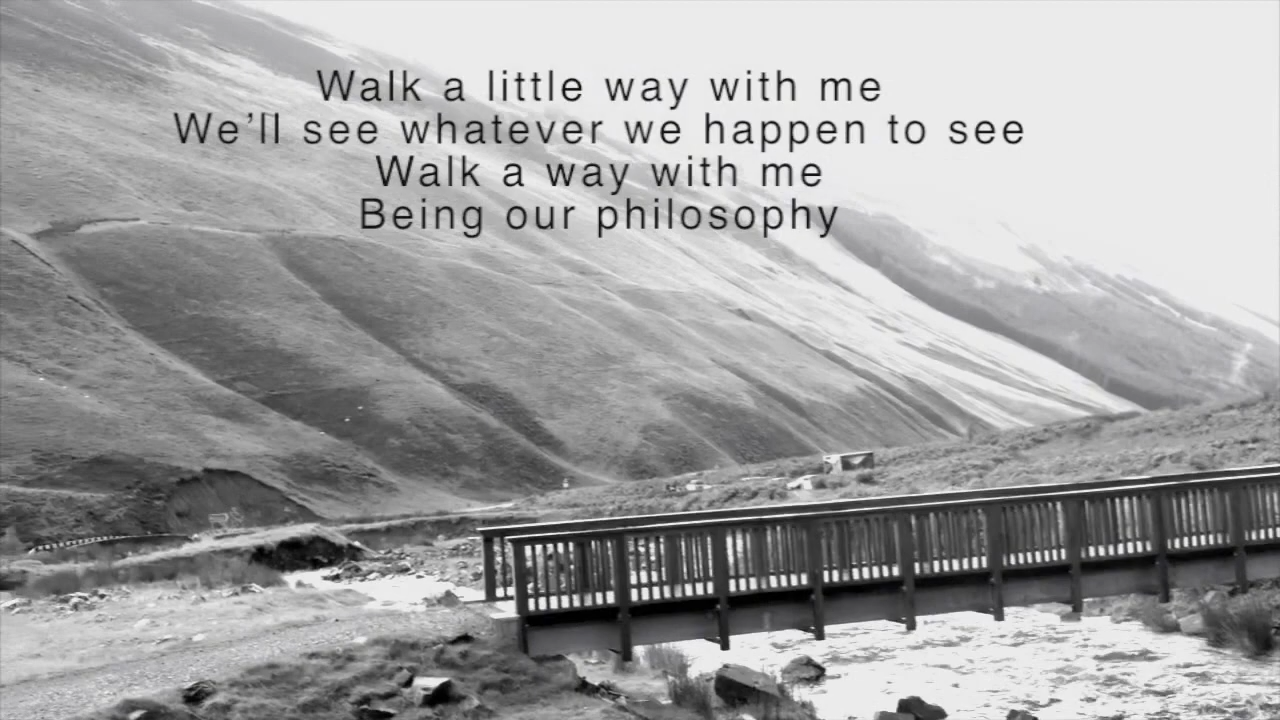 Walk a little way with me
We'll see whatever we happen to see
Walk a way with me
Being our philosophy